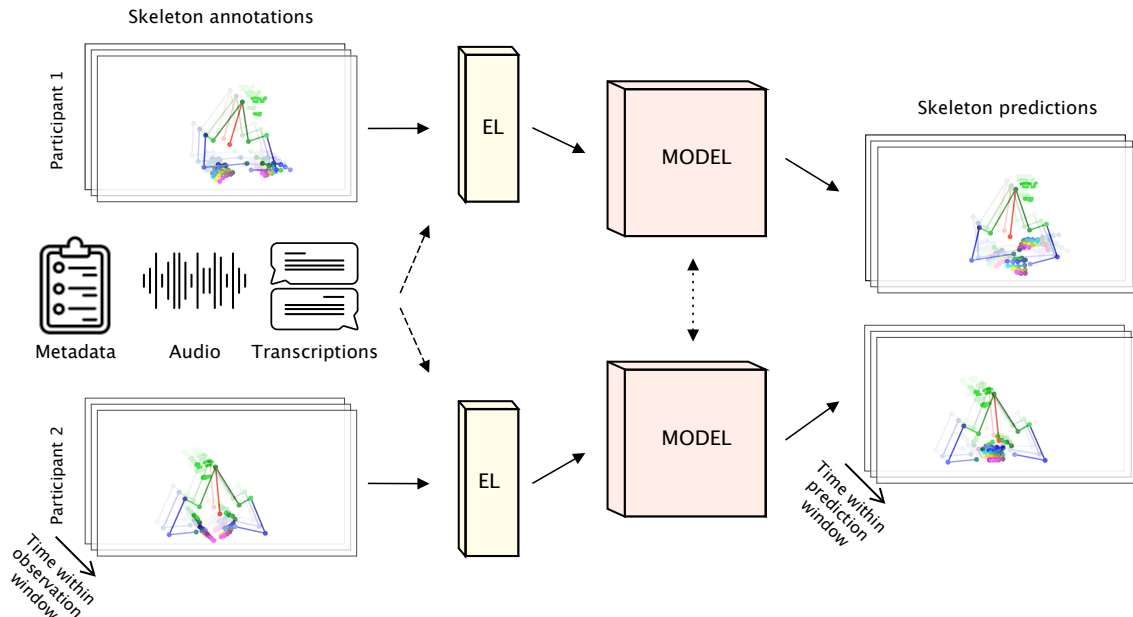 Skeleton annotations
Participant 1
EL
MODEL
Skeleton predictions
Metadata
Audio
Transcriptions
Participant 2
EL
MODEL
Time within
observation
window
Time within
prediction
window